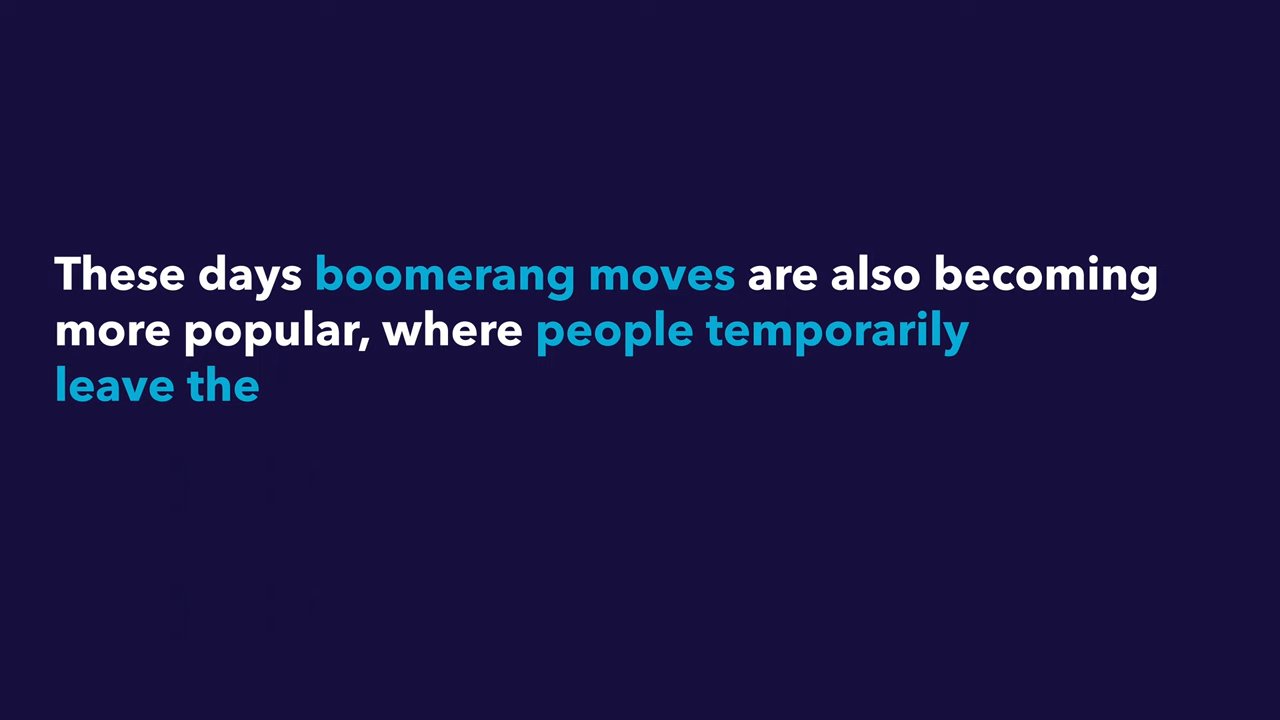 These days boomerang moves are also becoming
more popular, where people temporarily
leave the